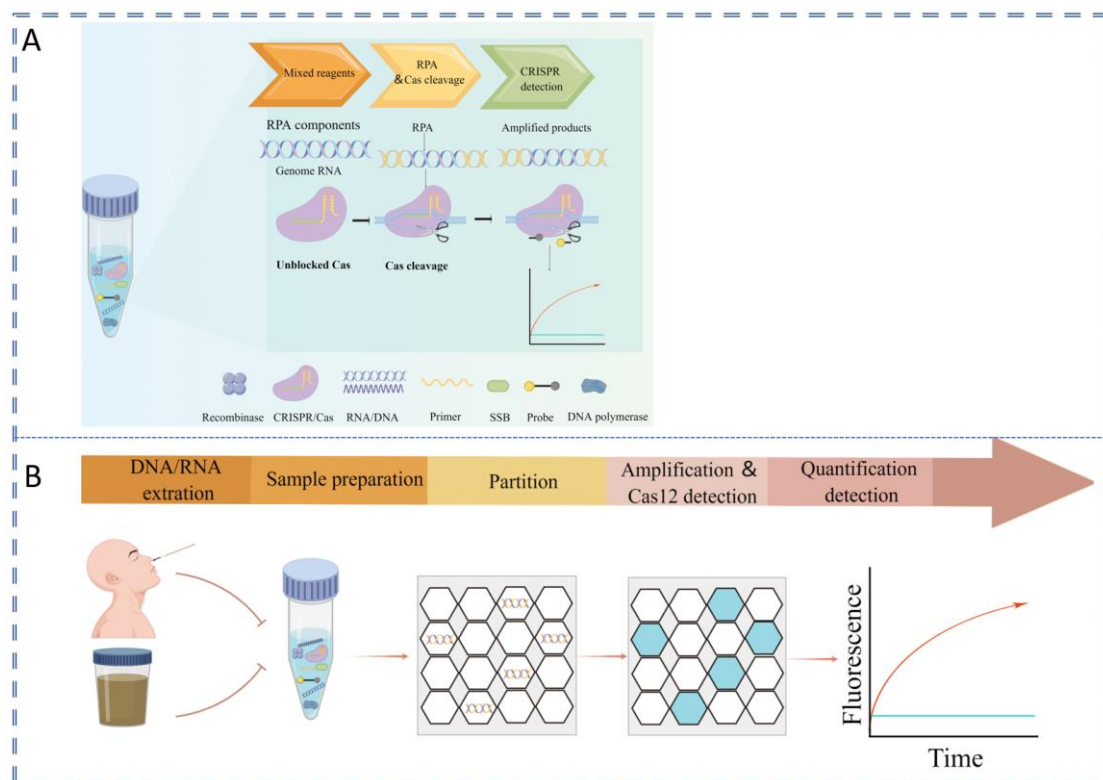 A
Mixed reagents
RPA
&Cas cleavage
CRISPR
detection
RPA components
RPA
Amplified products
Genome RNA
Unblocked Cas
Cas cleavage
Recombinase
CRISPR/Cas
RNA/DNA
Primer
SSB
Probe
DNA polymerase
B
DNA/RNA
extration
Sample preparation
Partition
Amplification &
Cas12 detection
Quantification
detection
Fluorescence
Time